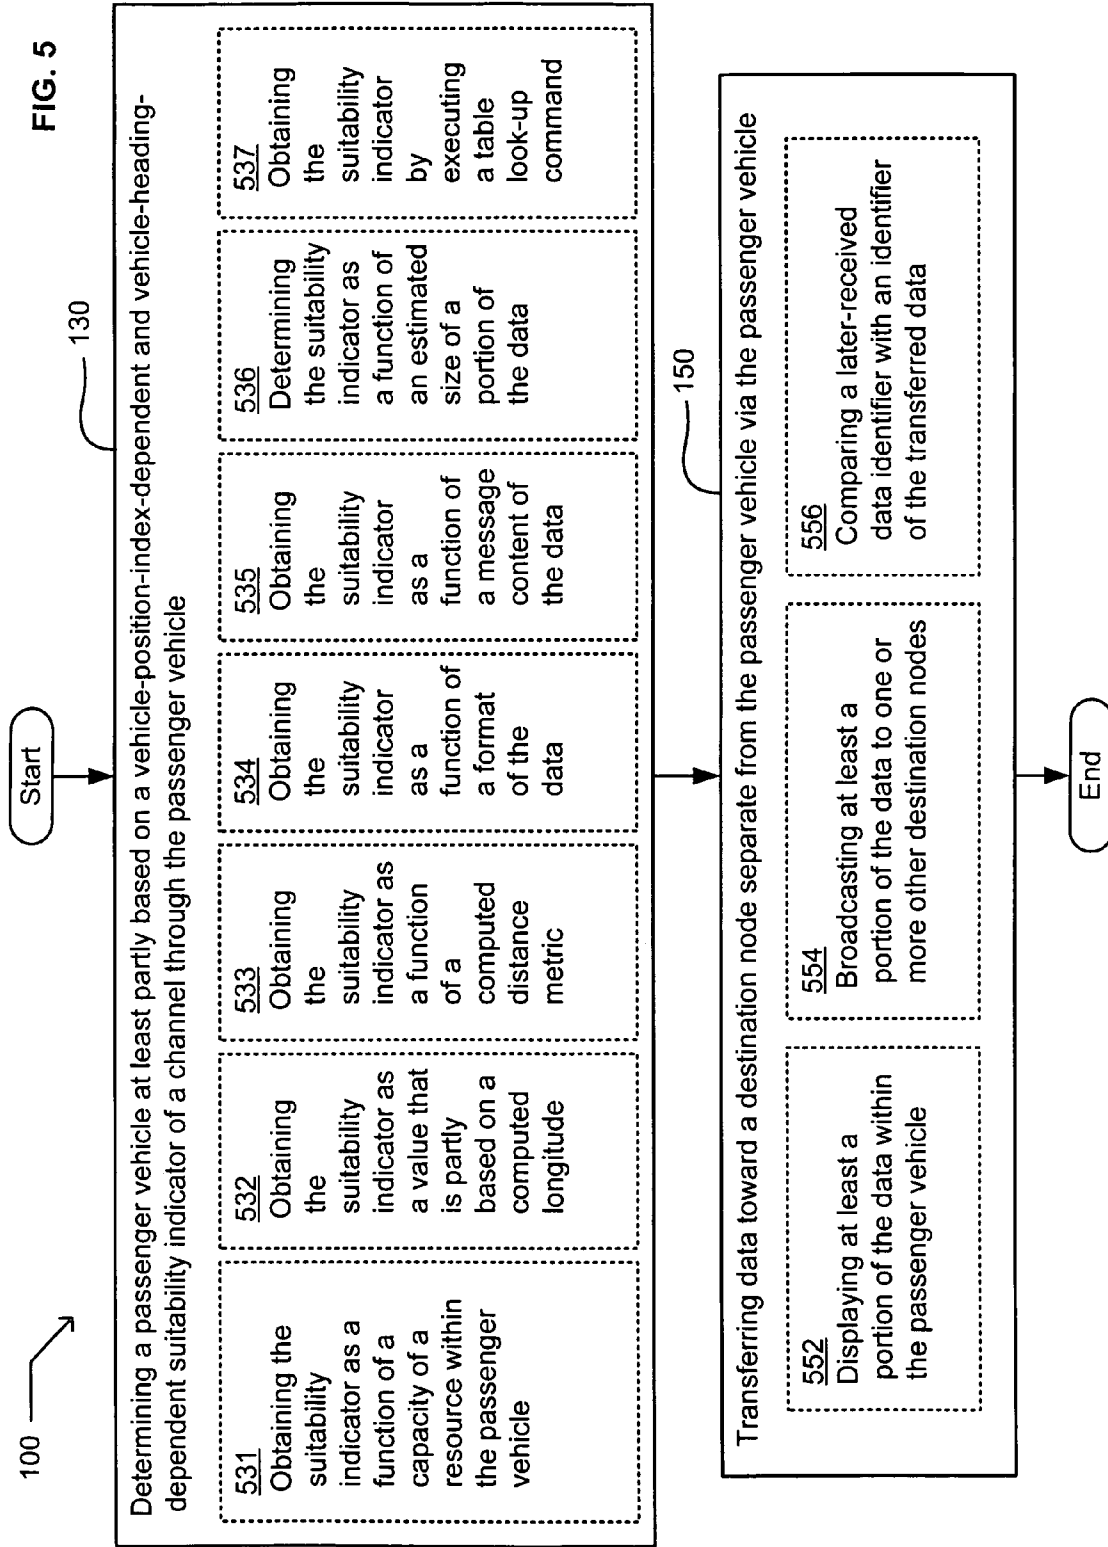 FIG. 5
100
Start
130
Determining a passenger vehicle at least partly based on a vehicle-position-index-dependent and vehicle-heading-
dependent suitability indicator of a channel through the passenger vehicle
531
Obtaining the
suitability
indicator as a
function of a
capacity of a
resource within
the passenger
vehicle
532
Obtaining
the
suitability
indicator as
a value that
is partly
based on a
computed
longitude
533
Obtaining
the
suitability
indicator as
a function
of a
computed
distance
metric
534
Obtaining
the
suitability
indicator
as a
function of
a format
of the
data
535
Obtaining
the
suitability
indicator
as a
function of
a message
content of
the data
536
Determining
the suitability
indicator as
a function of
an estimated
size of a
portion of
the data
537
Obtaining
the
suitability
indicator
by
executing
a table
look-up
command
150
Transferring data toward a destination node separate from the passenger vehicle via the passenger vehicle
552
Displaying at least a
portion of the data within
the passenger vehicle
554
Broadcasting at least a
portion of the data to one or
more other destination nodes
556
Comparing a later-received
data identifier with an identifier
of the transferred data
End